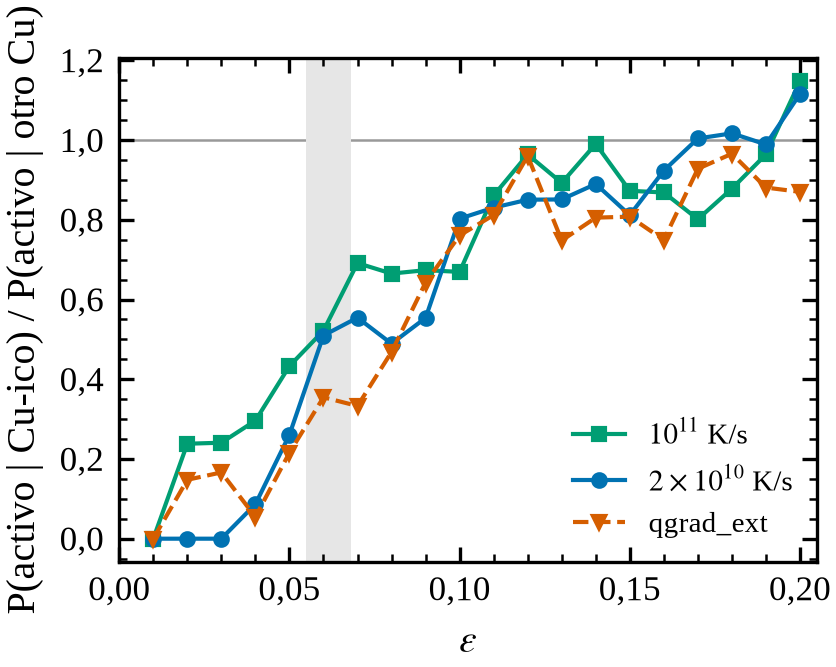 P(activo | Cu-ico) / P(activo | otro Cu)
1,2
1,0
0,8
0,6
0,4
0,2
0,0
0,00 0,05 0,10 0,15 0,20
ε
10¹¹ K/s
2 × 10¹⁰ K/s
qgrad_ext